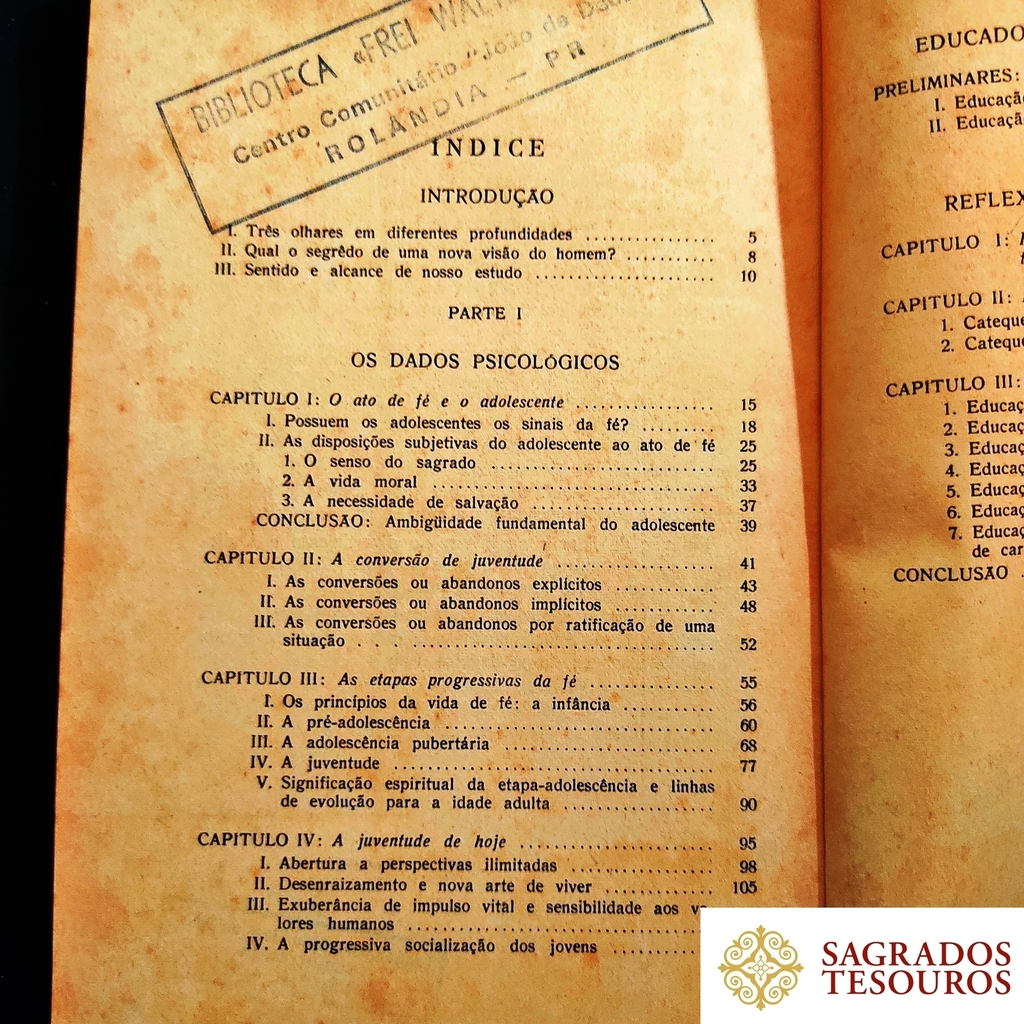 BIBLIOTECA «FREI
Centro Comunitário "João de Deus
ROLÂNDIA — PR
INDICE
INTRODUÇÃO
I. Três olhares em diferentes profundidades ................ 5
II. Qual o segrêdo de uma nova visão do homem? ........... 8
III. Sentido e alcance de nosso estudo ...................... 10
PARTE I
OS DADOS PSICOLÓGICOS
CAPITULO I: O ato de fé e o adolescente ................. 15
I. Possuem os adolescentes os sinais da fé? ......... 18
II. As disposições subjetivas do adolescente ao ato de fé 25
1. O senso do sagrado ........................... 25
2. A vida moral .................................. 33
3. A necessidade de salvação ...................... 37
CONCLUSÃO: Ambigüidade fundamental do adolescente 39
CAPITULO II: A conversão de juventude ................... 41
I. As conversões ou abandonos explícitos ............ 43
II. As conversões ou abandonos implícitos ............ 48
III. As conversões ou abandonos por ratificação de uma
situação . . . ..................................... 52
CAPITULO III: As etapas progressivas da fé ............... 55
I. Os princípios da vida de fé: a infância ........... 56
II. A pré-adolescência ................................. 60
III. A adolescência pubertária ......................... 68
IV. A juventude ....................................... 77
V. Significação espiritual da etapa-adolescência e linhas
de evolução para a idade adulta .................. 90
CAPITULO IV: A juventude de hoje ........................ 95
I. Abertura a perspectivas ilimitadas ................. 98
II. Desenraizamento e nova arte de viver ............. 105
III. Exuberância de impulso vital e sensibilidade aos va-
lores humanos .....................................
IV. A progressiva socialização dos jovens ............
EDUCADO
PRELIMINARES:
I. Educaçã
II. Educaçã
REFLEX
CAPITULO I:
CAPITULO II:
1. Cateque
2. Cateque
CAPITULO III:
1. Educaç
2. Educaç
3. Educaç
4. Educaç
5. Educaç
6. Educaç
7. Educaç
de car
CONCLUSÃO .
SAGRADOS
TESOUROS